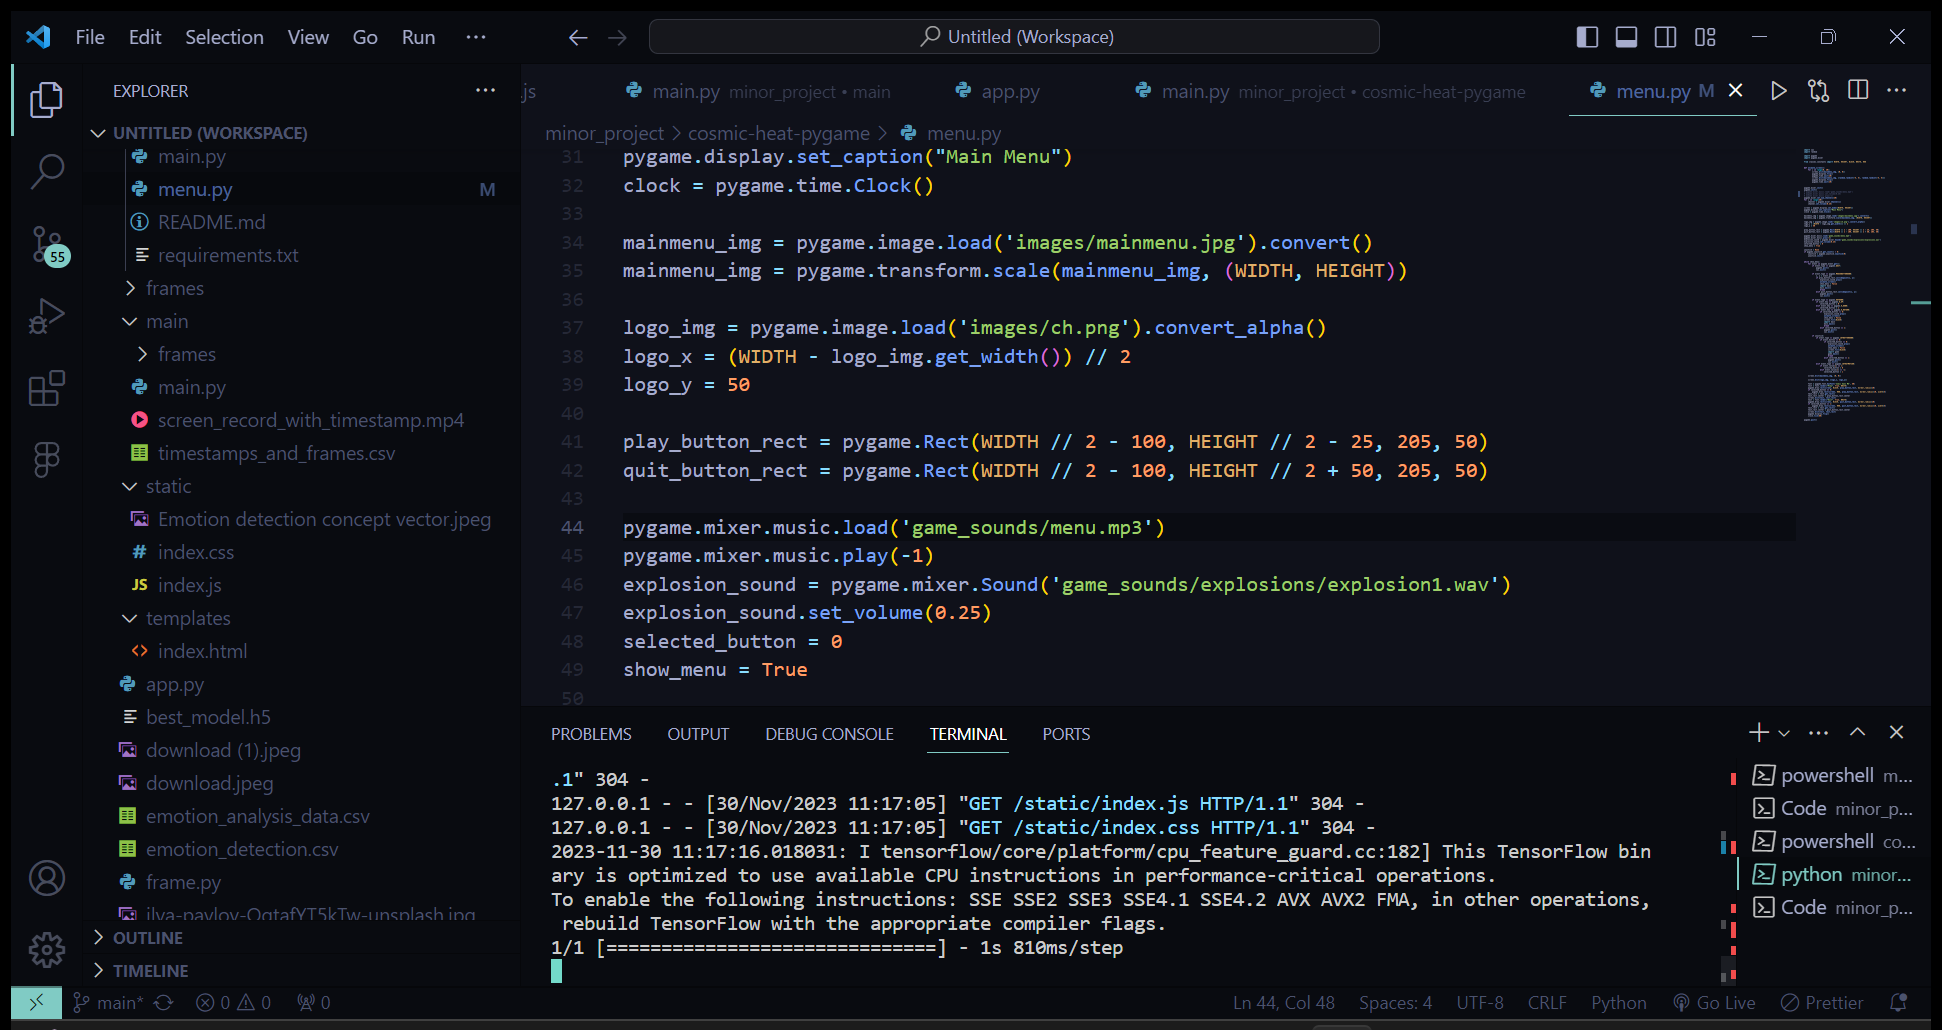 File Edit Selection View Go Run ···
Untitled (Workspace)
EXPLORER
UNTITLED (WORKSPACE)
main.py
menu.py M
README.md
requirements.txt
frames
main
frames
main.py
screen_record_with_timestamp.mp4
timestamps_and_frames.csv
static
Emotion detection concept vector.jpeg
# index.css
JS index.js
templates
<> index.html
app.py
best_model.h5
download (1).jpeg
download.jpeg
emotion_analysis_data.csv
emotion_detection.csv
frame.py
OUTLINE
TIMELINE
55
.js
main.py minor_project • main
app.py
main.py minor_project • cosmic-heat-pygame
menu.py M
minor_project > cosmic-heat-pygame > menu.py
31 pygame.display.set_caption("Main Menu")
32 clock = pygame.time.Clock()
33
34 mainmenu_img = pygame.image.load('images/mainmenu.jpg').convert()
35 mainmenu_img = pygame.transform.scale(mainmenu_img, (WIDTH, HEIGHT))
36
37 logo_img = pygame.image.load('images/ch.png').convert_alpha()
38 logo_x = (WIDTH - logo_img.get_width()) // 2
39 logo_y = 50
40
41 play_button_rect = pygame.Rect(WIDTH // 2 - 100, HEIGHT // 2 - 25, 205, 50)
42 quit_button_rect = pygame.Rect(WIDTH // 2 - 100, HEIGHT // 2 + 50, 205, 50)
43
44 pygame.mixer.music.load('game_sounds/menu.mp3')
45 pygame.mixer.music.play(-1)
46 explosion_sound = pygame.mixer.Sound('game_sounds/explosions/explosion1.wav')
47 explosion_sound.set_volume(0.25)
48 selected_button = 0
49 show_menu = True
50
PROBLEMS OUTPUT DEBUG CONSOLE TERMINAL PORTS
.1" 304 -
127.0.0.1 - - [30/Nov/2023 11:17:05] "GET /static/index.js HTTP/1.1" 304 -
127.0.0.1 - - [30/Nov/2023 11:17:05] "GET /static/index.css HTTP/1.1" 304 -
2023-11-30 11:17:16.018031: I tensorflow/core/platform/cpu_feature_guard.cc:182] This TensorFlow bin
ary is optimized to use available CPU instructions in performance-critical operations.
To enable the following instructions: SSE SSE2 SSE3 SSE4.1 SSE4.2 AVX AVX2 FMA, in other operations,
rebuild TensorFlow with the appropriate compiler flags.
1/1 [==============================] - 1s 810ms/step
powershell m...
Code minor_p...
powershell co...
python minor...
Code minor_p...
main* 0 0 0
Ln 44, Col 48 Spaces: 4 UTF-8 CRLF Python Go Live Prettier